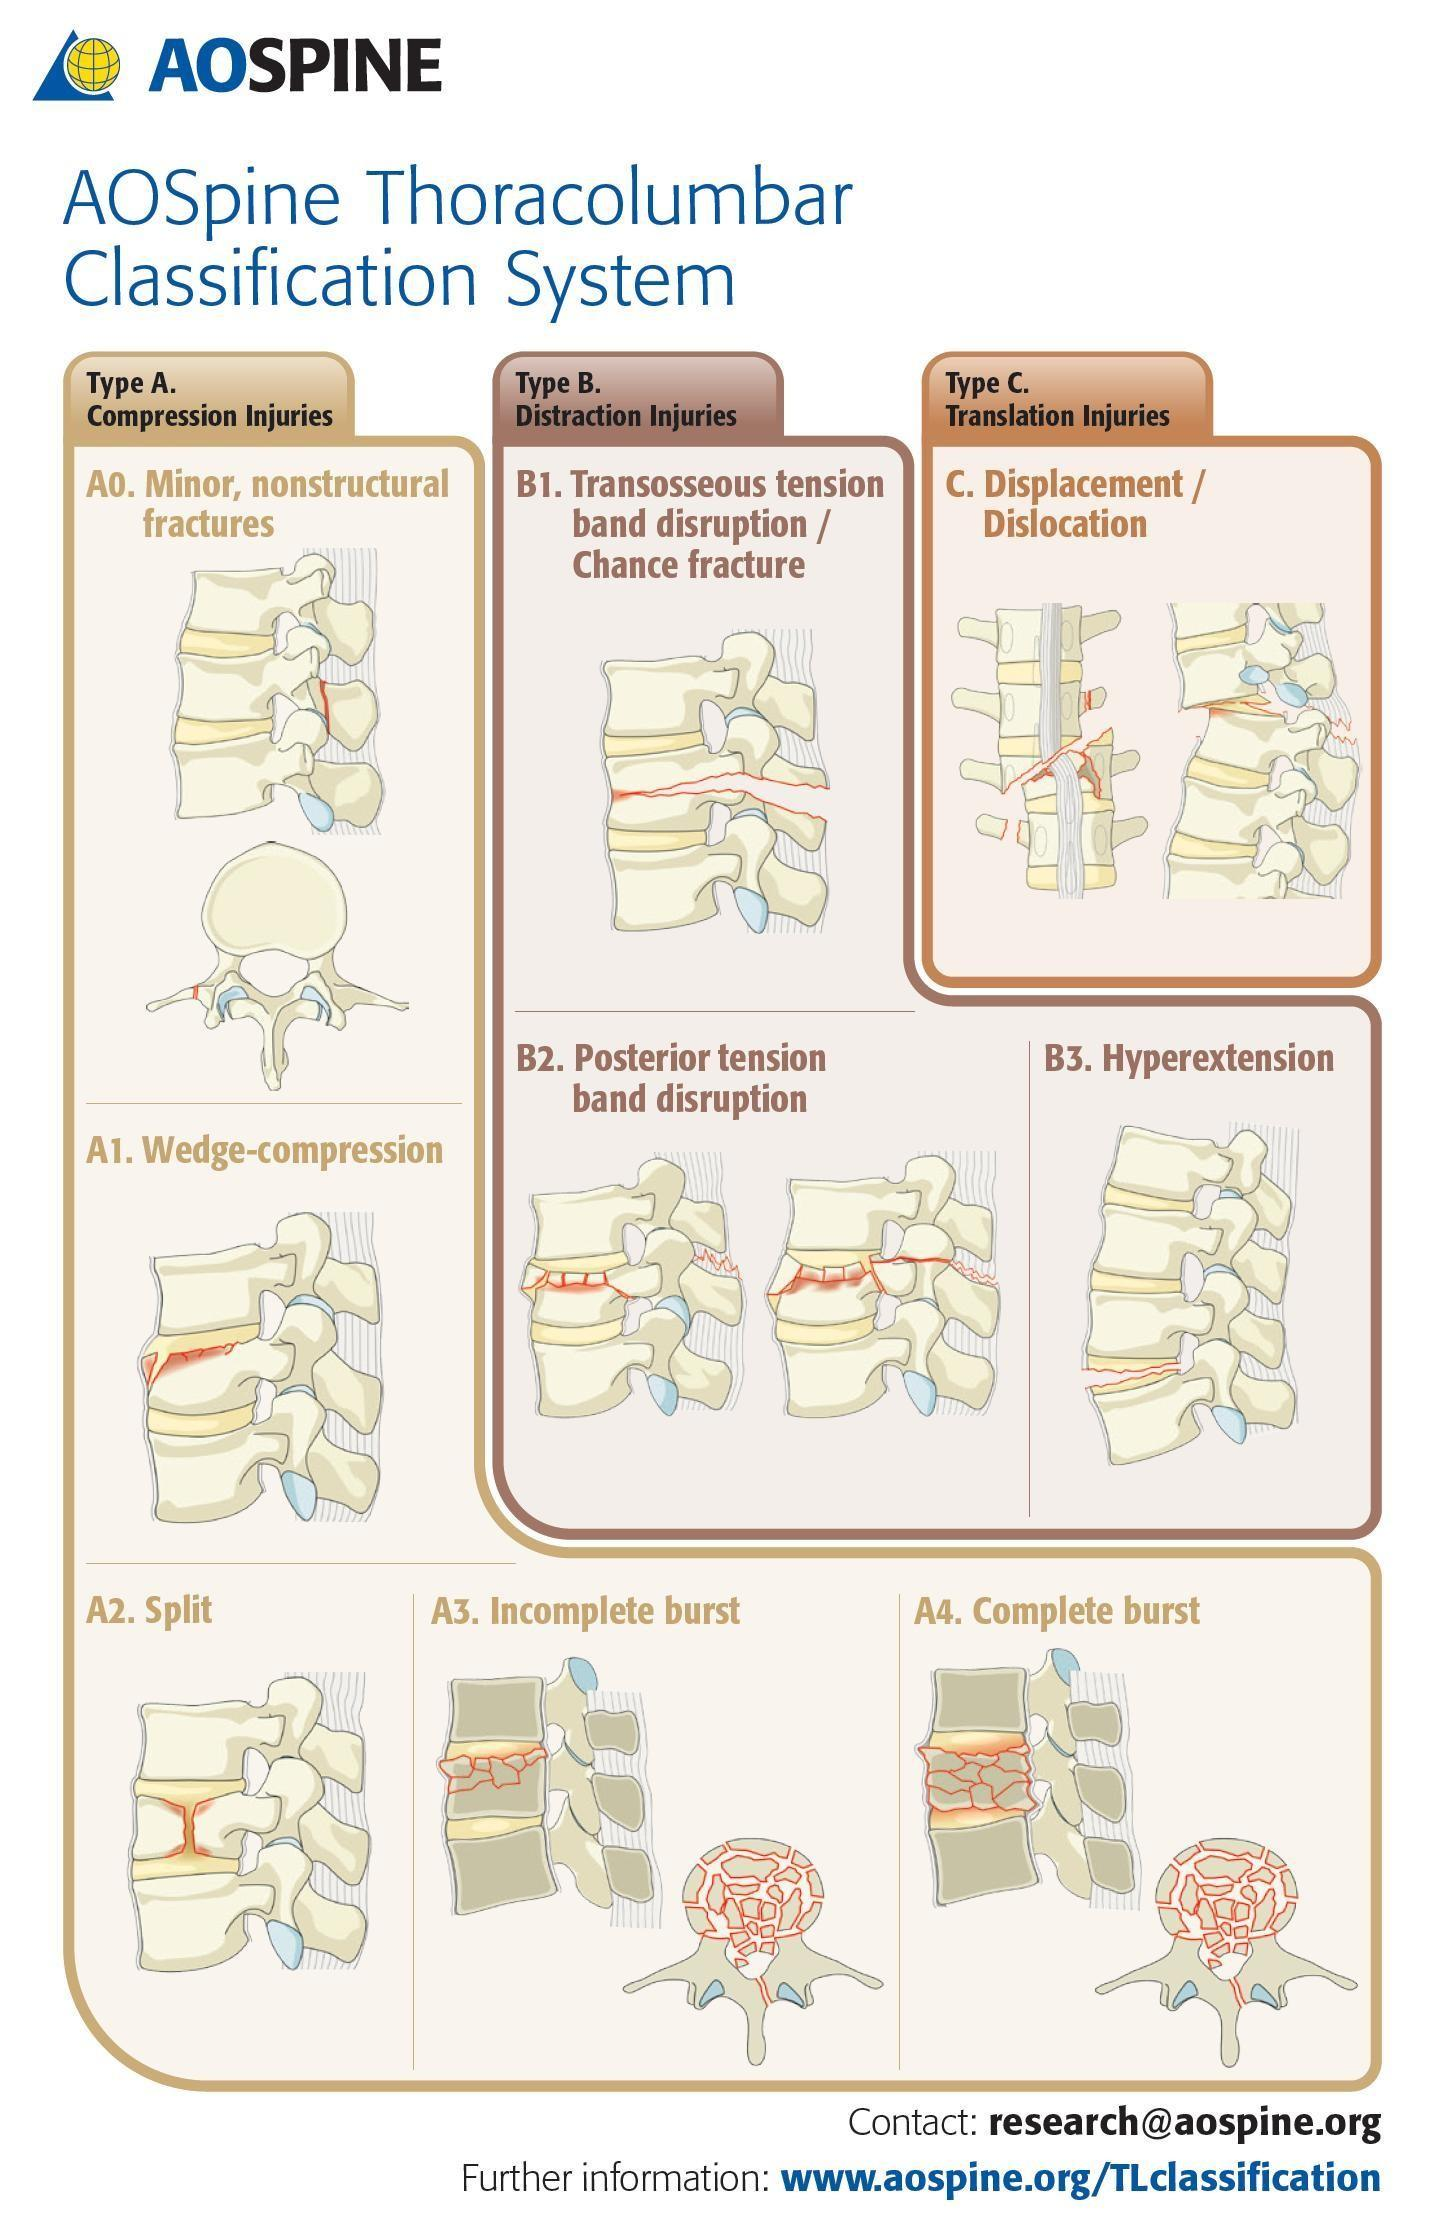 AOSPINE
AOSpine Thoracolumbar
Classification System
Type A.
Compression Injuries
A0. Minor, nonstructural
fractures
A1. Wedge-compression
Type B.
Distraction Injuries
B1. Transosseous tension
band disruption /
Chance fracture
Type C.
Translation Injuries
C. Displacement /
Dislocation
B2. Posterior tension
band disruption
B3. Hyperextension
A2. Split
A3. Incomplete burst
A4. Complete burst
Contact: research@aospine.org
Further information: www.aospine.org/TLclassification